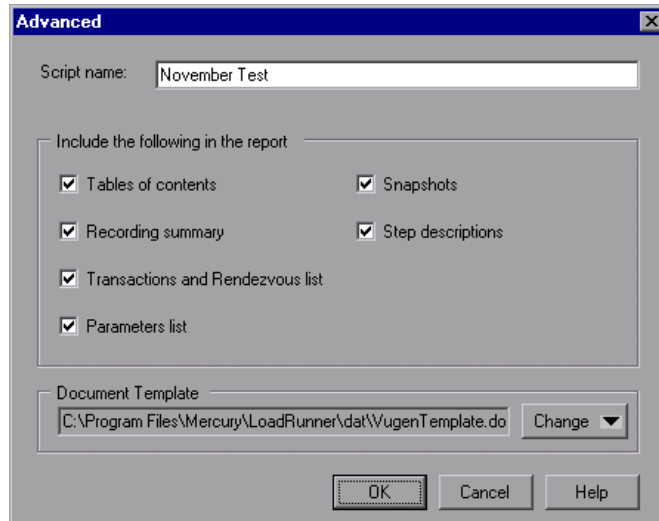 Advanced
Script name: November Test
Include the following in the report
Tables of contents Snapshots
Recording summary Step descriptions
Transactions and Rendezvous list
Parameters list
Document Template
C:\Program Files\Mercury\LoadRunner\dat\VugenTemplate.do Change
OK Cancel Help